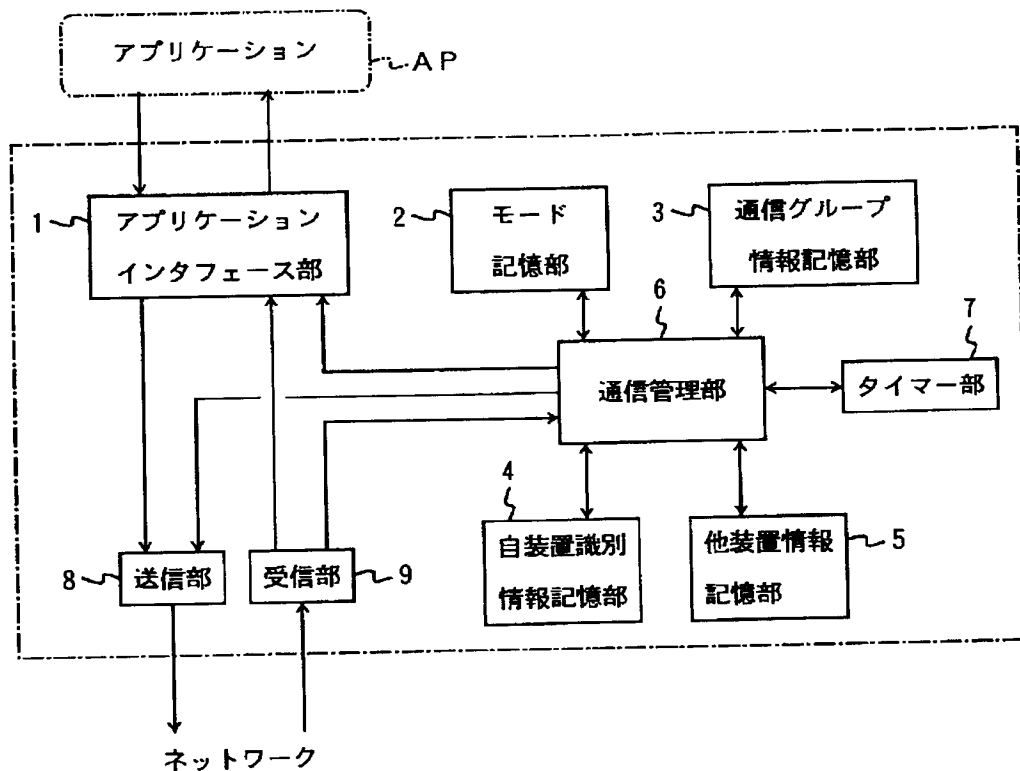 アプリケーション
AP
1
アプリケーション
インタフェース部
2
モード
記憶部
3
通信グループ
情報記憶部
6
通信管理部
7
タイマー部
4
自装置識別
情報記憶部
他装置情報
記憶部
5
8
送信部
受信部
9
ネットワーク